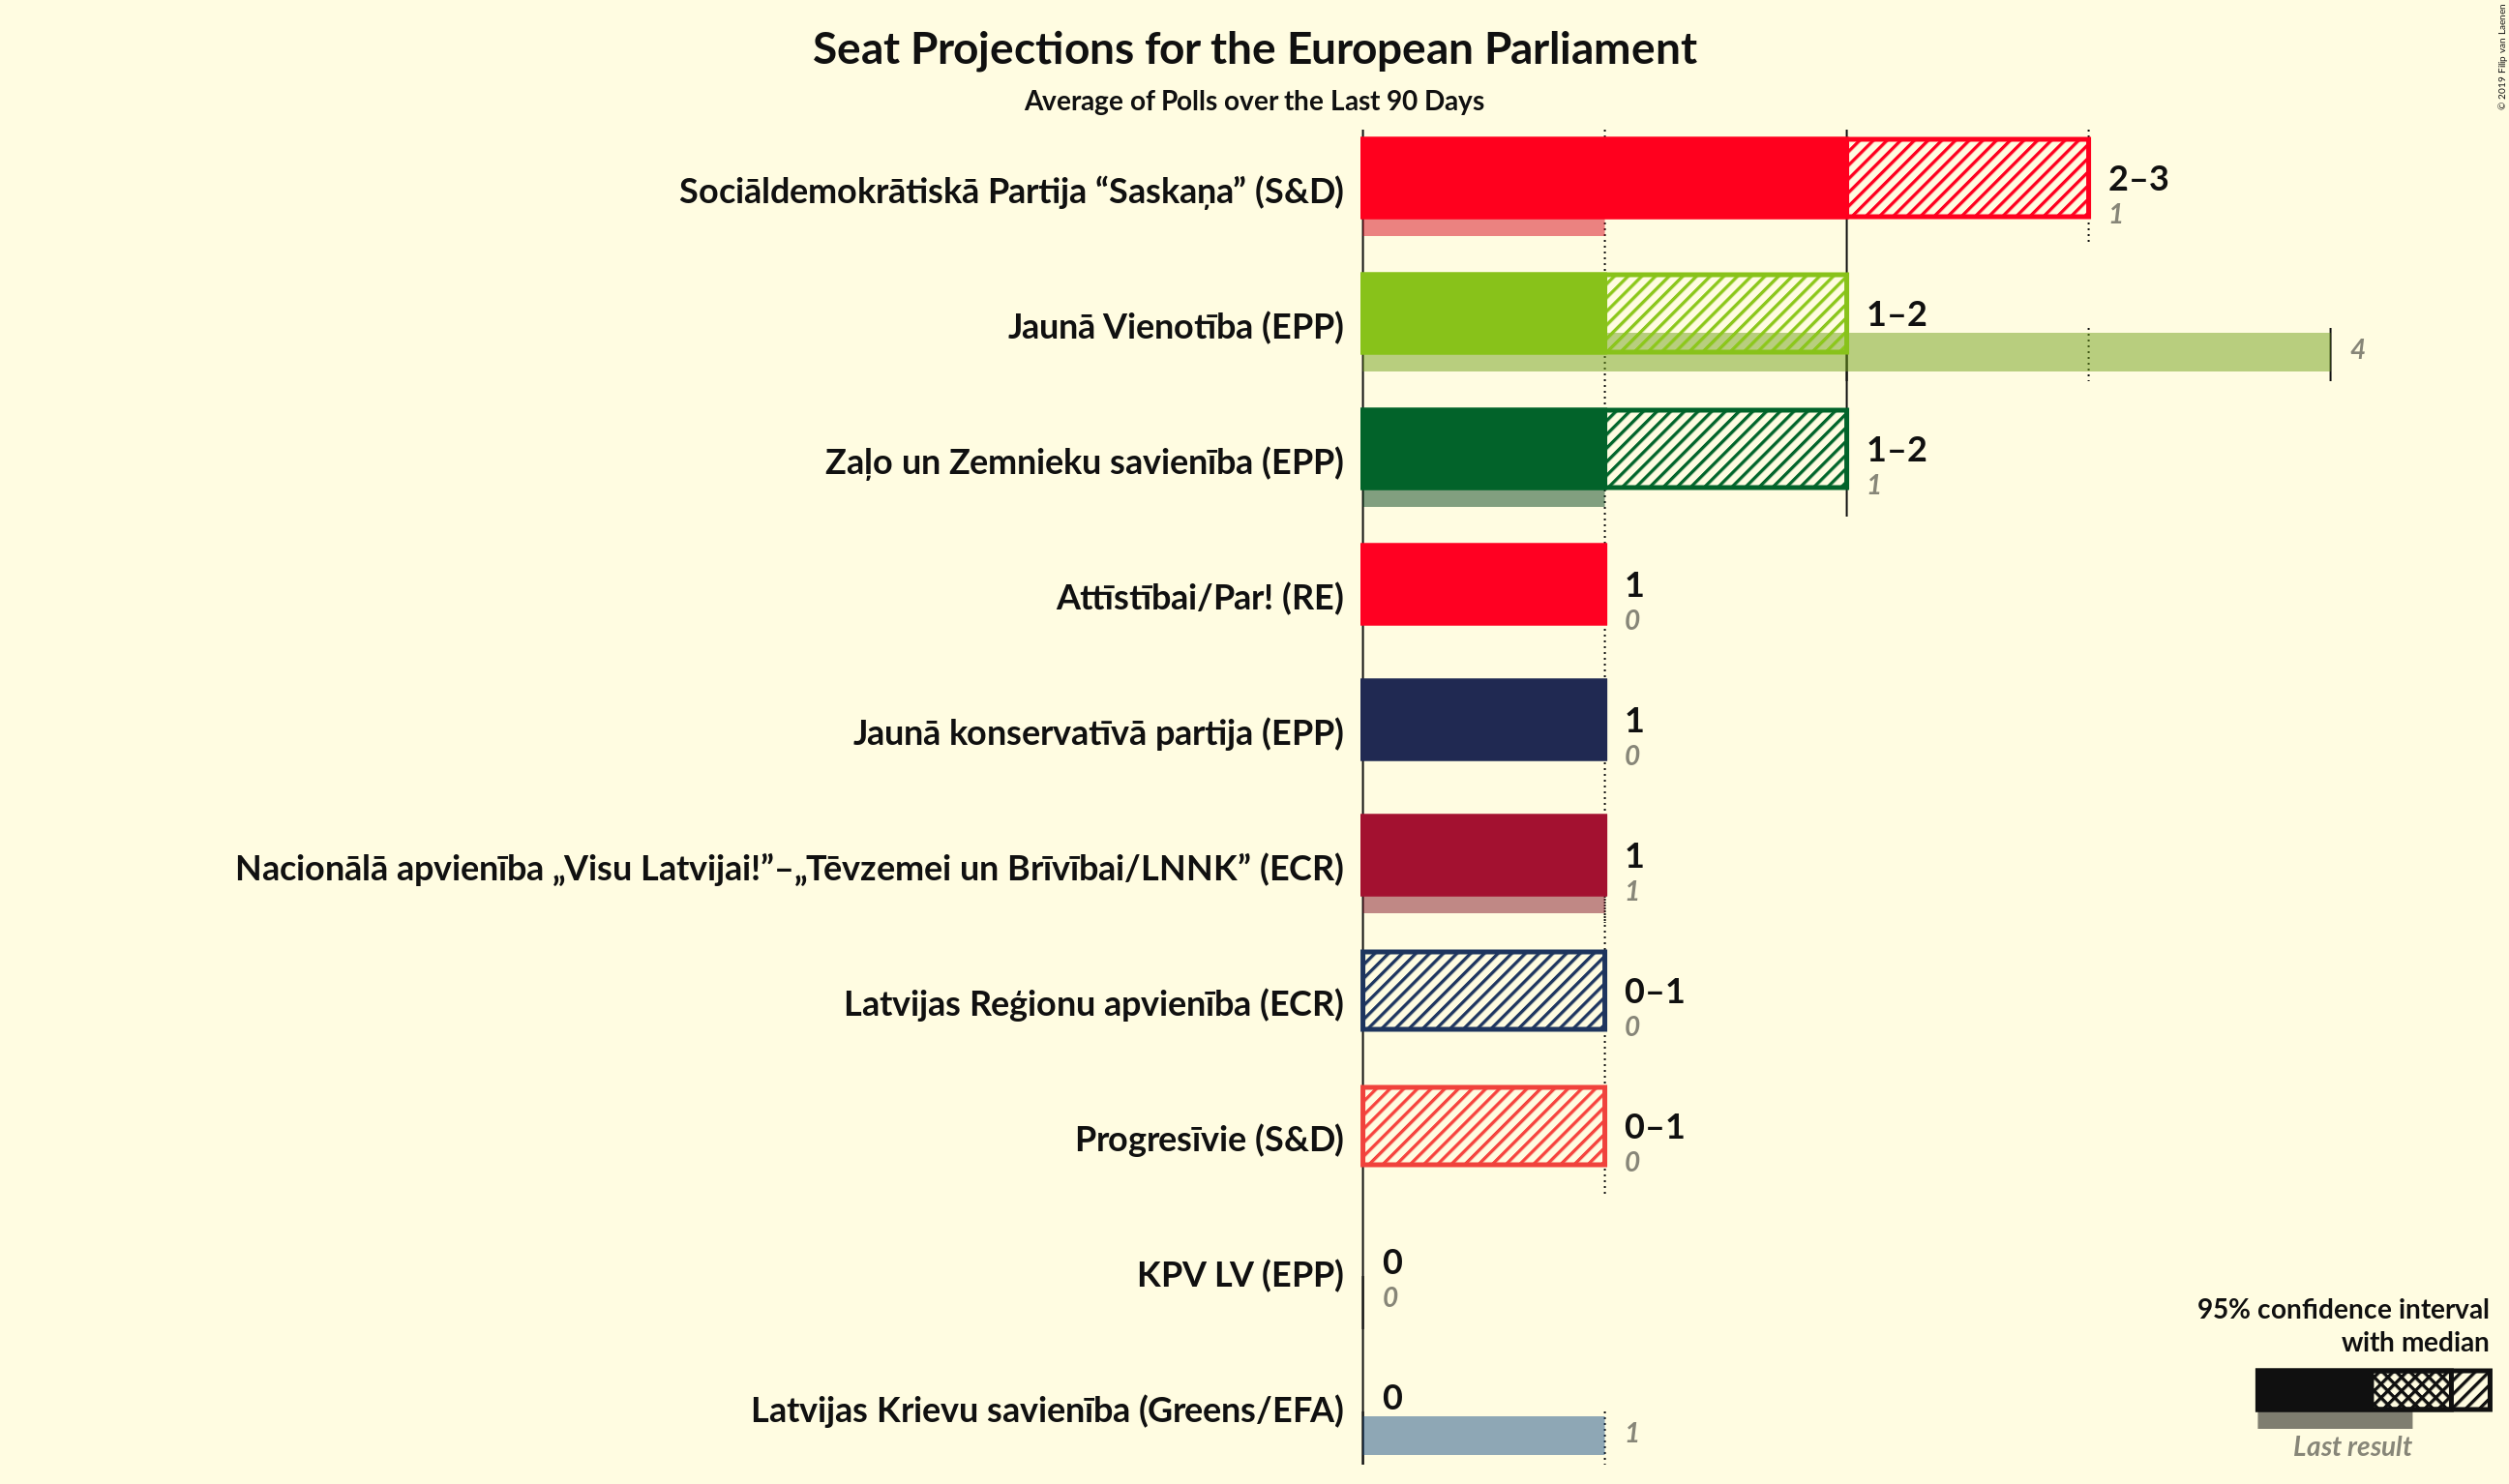 Seat Projections for the European Parliament
Average of Polls over the Last 90 Days
© 2019 Filip van Laenen
Sociāldemokrātiskā Partija “Saskaņa” (S&D)
2–3
1
Jaunā Vienotība (EPP)
1–2
4
Zaļo un Zemnieku savienība (EPP)
1–2
1
Attīstībai/Par! (RE)
1
0
Jaunā konservatīvā partija (EPP)
1
0
Nacionālā apvienība „Visu Latvijai!”–„Tēvzemei un Brīvībai/LNNK” (ECR)
1
1
Latvijas Reģionu apvienība (ECR)
0–1
0
Progresīvie (S&D)
0–1
0
KPV LV (EPP)
0
0
Latvijas Krievu savienība (Greens/EFA)
0
1
95% confidence interval
with median
Last result